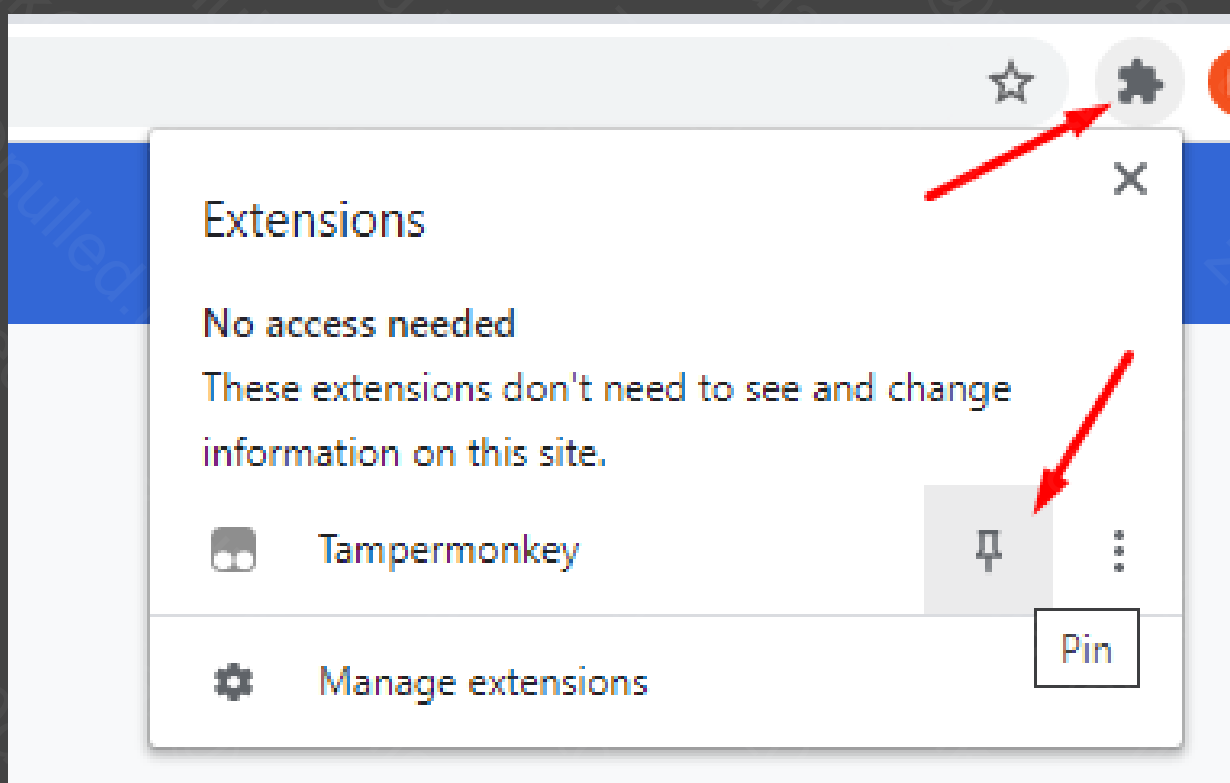 Extensions
No access needed
These extensions don't need to see and change
information on this site.
Tampermonkey
Pin
Manage extensions